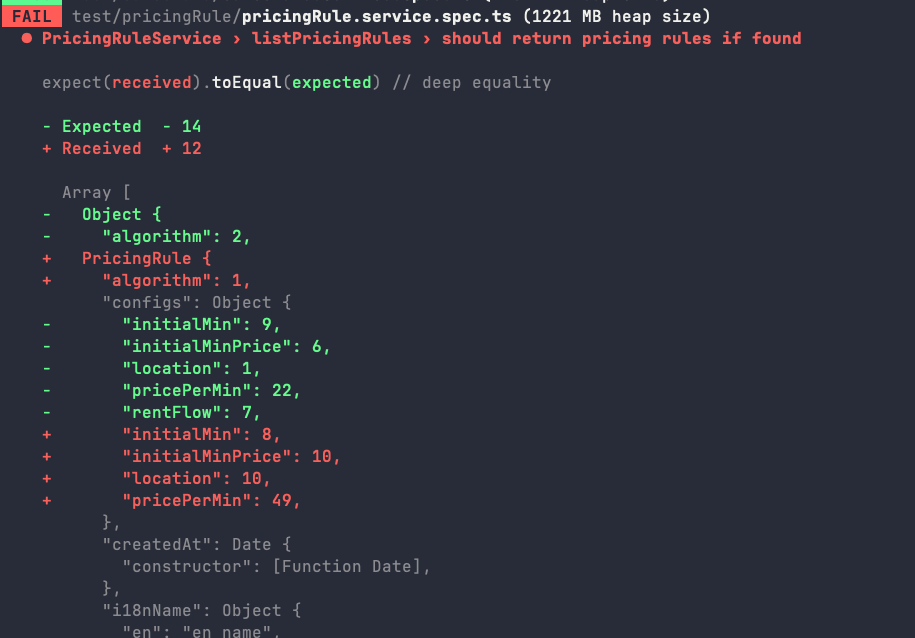 FAIL test/pricingRule/pricingRule.service.spec.ts (1221 MB heap size)
● PricingRuleService › listPricingRules › should return pricing rules if found
expect(received).toEqual(expected) // deep equality
- Expected - 14
+ Received + 12
Array [
- Object {
- "algorithm": 2,
+ PricingRule {
+ "algorithm": 1,
"configs": Object {
- "initialMin": 9,
- "initialMinPrice": 6,
- "location": 1,
- "pricePerMin": 22,
- "rentFlow": 7,
+ "initialMin": 8,
+ "initialMinPrice": 10,
+ "location": 10,
+ "pricePerMin": 49,
},
"createdAt": Date {
"constructor": [Function Date],
},
"i18nName": Object {
"en": "en name",